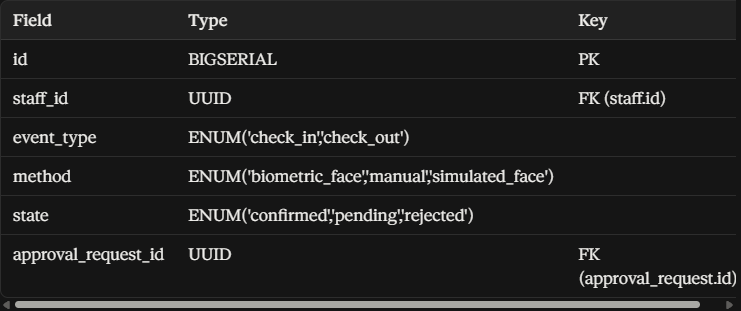 Field Type Key
id BIGSERIAL PK
staff_id UUID FK (staff.id)
event_type ENUM('check_in','check_out')
method ENUM('biometric_face','manual','simulated_face')
state ENUM('confirmed','pending','rejected')
approval_request_id UUID FK
(approval_request.id)